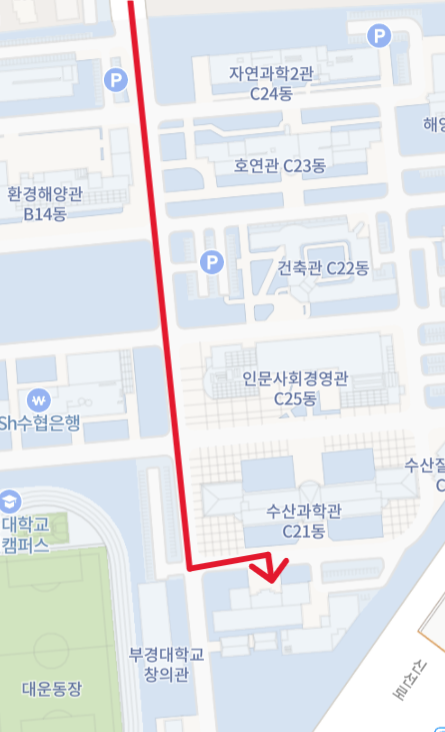 P
자연과학2관
C24동
P
해양
호연관 C23동
환경해양관
B14동
P
건축관 C22동
인문사회경영관
C25동
₩
Sh수협은행
수산질
C
수산과학관
C21동
대학교
캠퍼스
부경대학교
창의관
대운동장
신선로